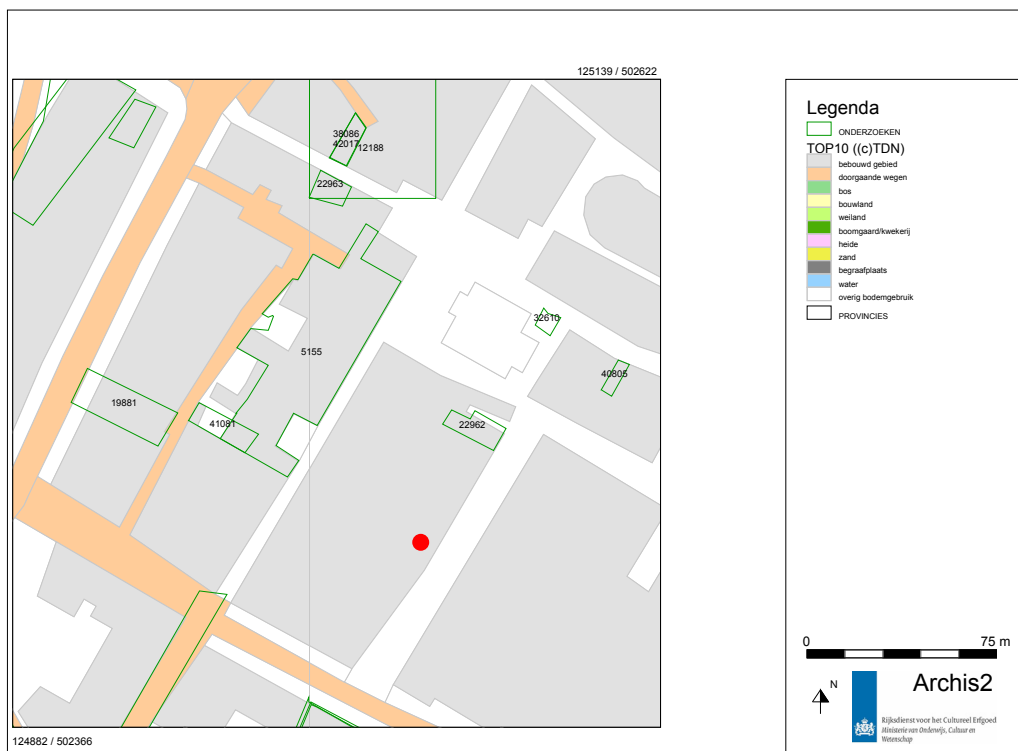 125139 / 502622
38086
42017
12188
22963
5155
32610
40805
19881
41081
22962
124882 / 502366
Legenda
ONDERZOEKEN
TOP10 ((c)TDN)
bebouwd gebied
doorgaande wegen
bos
bouwland
weiland
boomgaard/kwekerij
heide
zand
begraafplaats
water
overig bodemgebruik
PROVINCIES
0 75 m
N
Archis2
Rijksdienst voor het Cultureel Erfgoed
Ministerie van Onderwijs, Cultuur en
Wetenschap